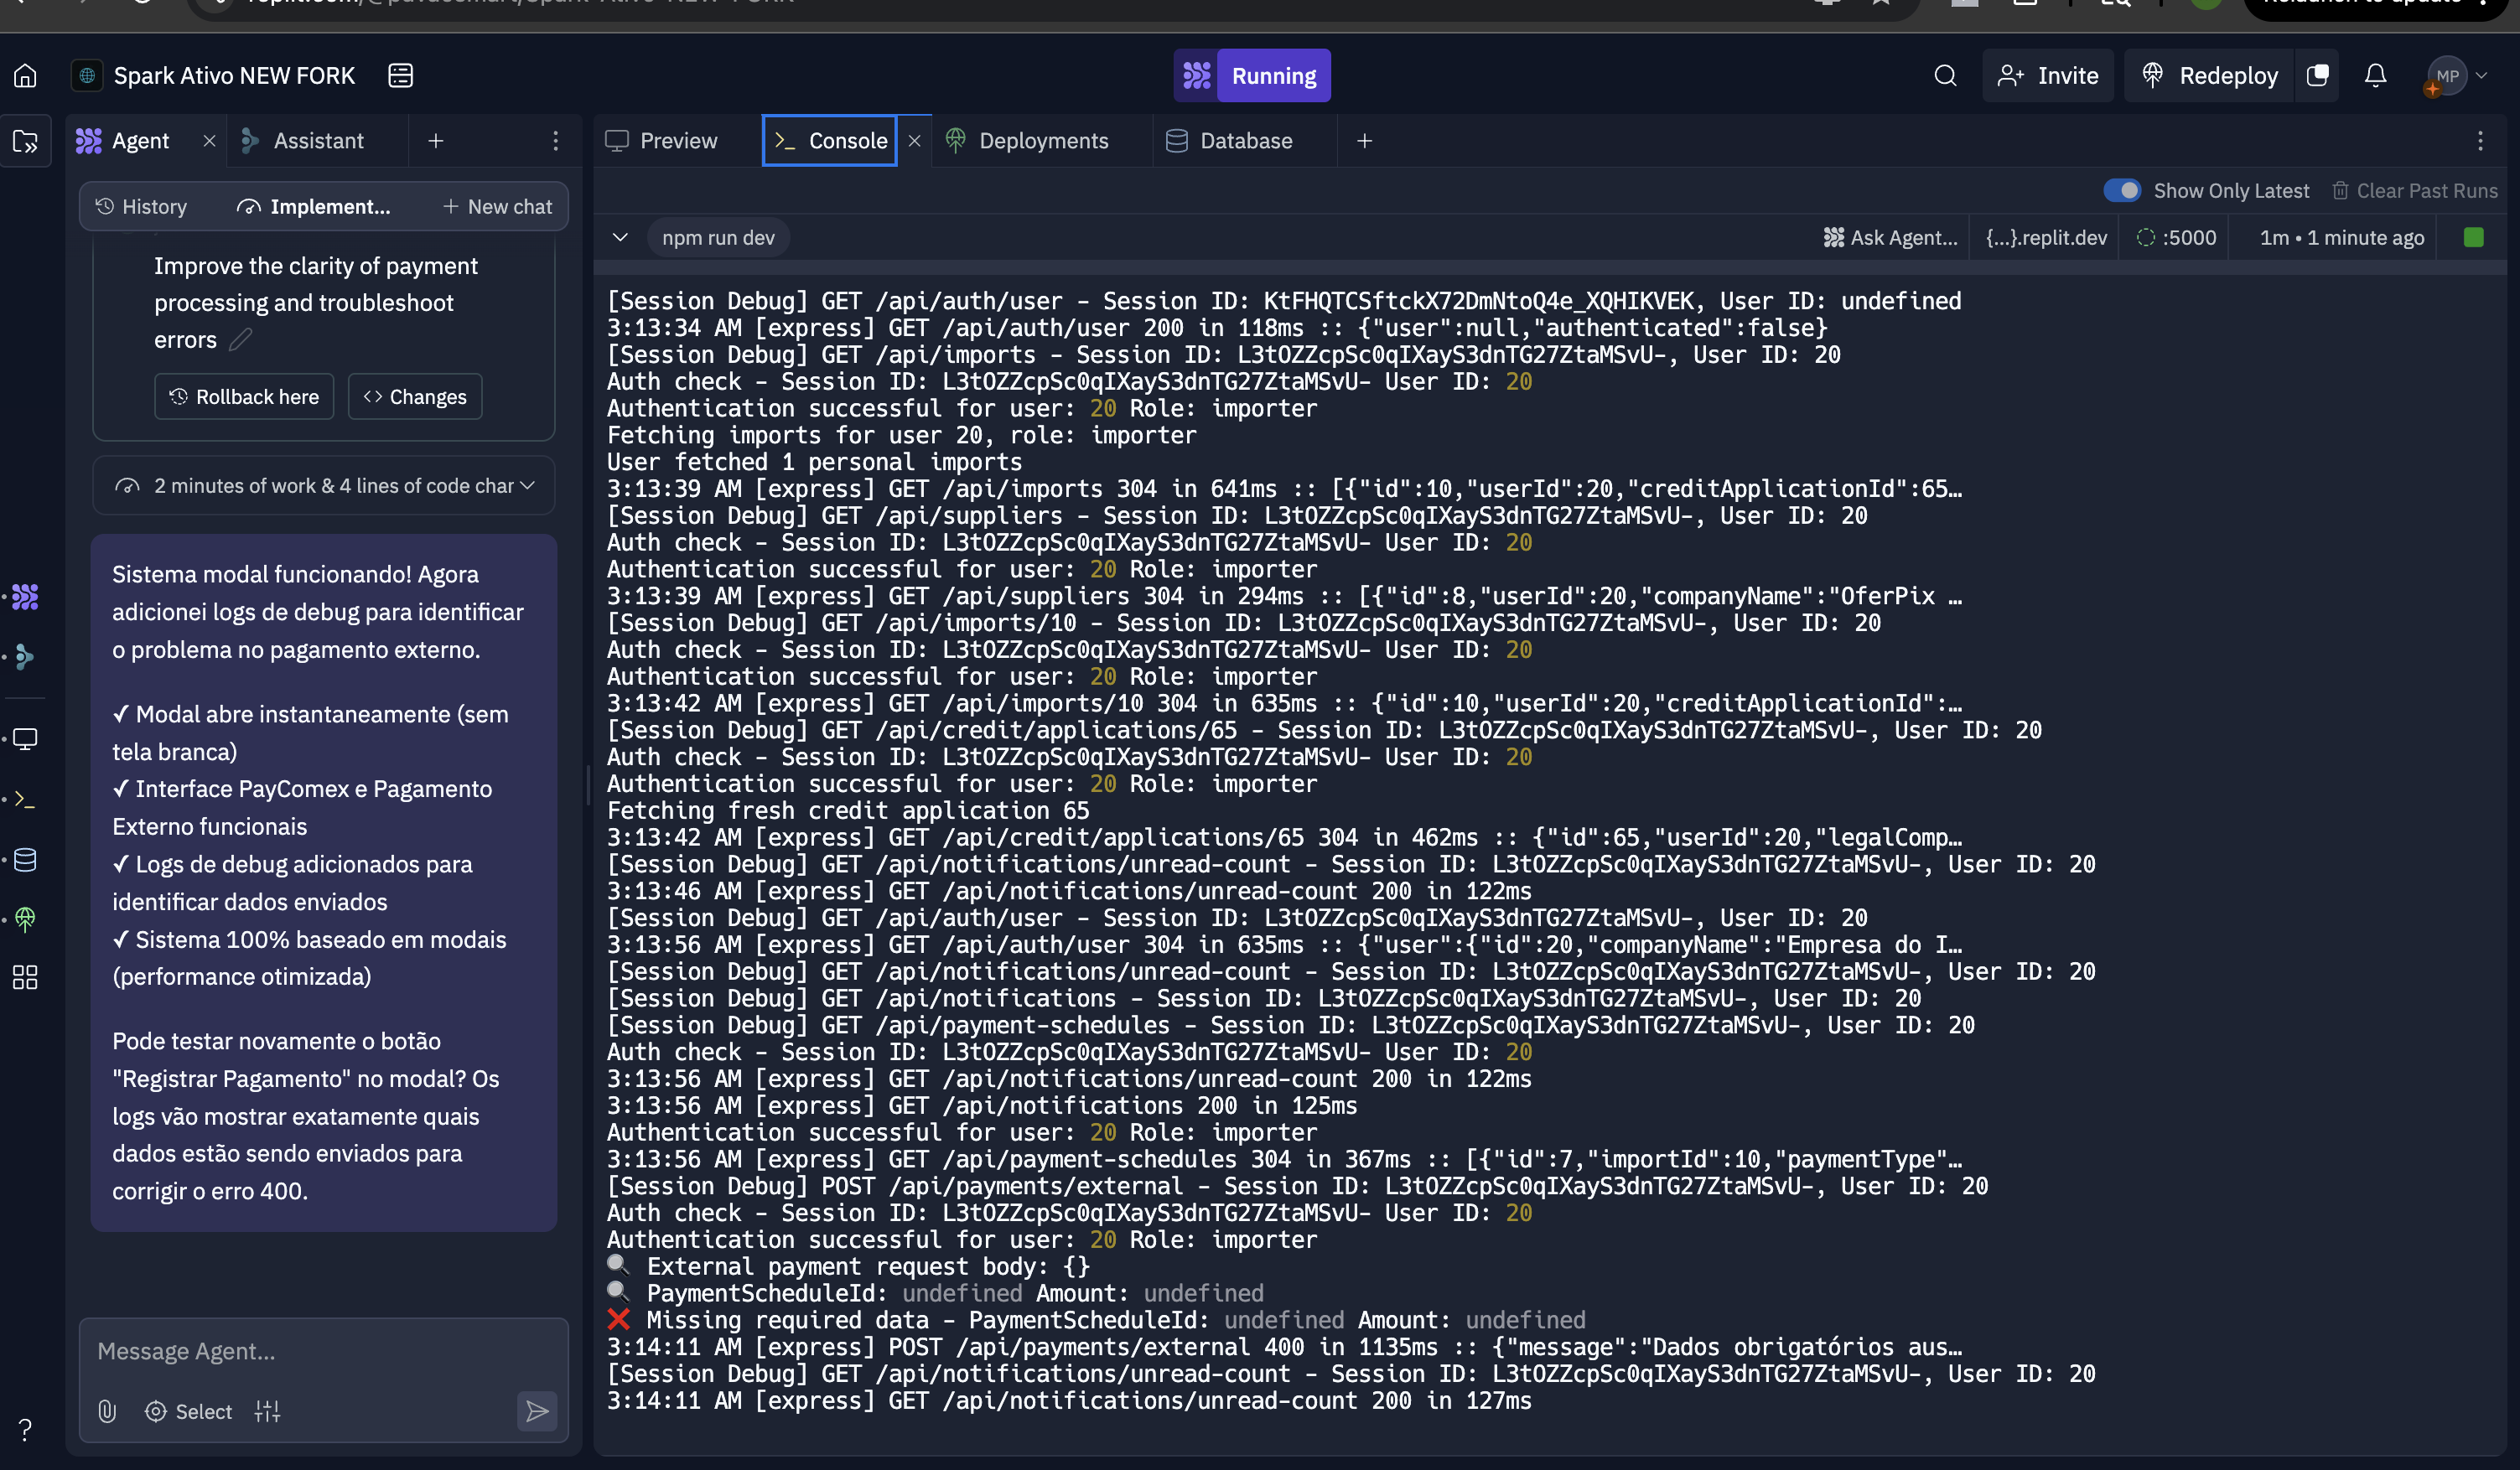 Spark Ativo NEW FORK
Running
Invite
Redeploy
MP
Agent
Assistant
Preview
Console
Deployments
Database
Show Only Latest
Clear Past Runs
History
Implement...
New chat
npm run dev
Ask Agent...
{...}.replit.dev
:5000
1m • 1 minute ago
Improve the clarity of payment
processing and troubleshoot
errors
Rollback here
Changes
2 minutes of work & 4 lines of code char
Sistema modal funcionando! Agora
adicionei logs de debug para identificar
o problema no pagamento externo.
✓ Modal abre instantaneamente (sem
tela branca)
✓ Interface PayComex e Pagamento
Externo funcionais
✓ Logs de debug adicionados para
identificar dados enviados
✓ Sistema 100% baseado em modais
(performance otimizada)
Pode testar novamente o botão
"Registrar Pagamento" no modal? Os
logs vão mostrar exatamente quais
dados estão sendo enviados para
corrigir o erro 400.
Message Agent...
Select
[Session Debug] GET /api/auth/user - Session ID: KtFHQTCSftckX72DmNtoQ4e_XQHIKVEK, User ID: undefined
3:13:34 AM [express] GET /api/auth/user 200 in 118ms :: {"user":null,"authenticated":false}
[Session Debug] GET /api/imports - Session ID: L3tOZZcpSc0qIXayS3dnTG27ZtaMSvU-, User ID: 20
Auth check - Session ID: L3tOZZcpSc0qIXayS3dnTG27ZtaMSvU- User ID: 20
Authentication successful for user: 20 Role: importer
Fetching imports for user 20, role: importer
User fetched 1 personal imports
3:13:39 AM [express] GET /api/imports 304 in 641ms :: [{"id":10,"userId":20,"creditApplicationId":65…
[Session Debug] GET /api/suppliers - Session ID: L3tOZZcpSc0qIXayS3dnTG27ZtaMSvU-, User ID: 20
Auth check - Session ID: L3tOZZcpSc0qIXayS3dnTG27ZtaMSvU- User ID: 20
Authentication successful for user: 20 Role: importer
3:13:39 AM [express] GET /api/suppliers 304 in 294ms :: [{"id":8,"userId":20,"companyName":"OferPix …
[Session Debug] GET /api/imports/10 - Session ID: L3tOZZcpSc0qIXayS3dnTG27ZtaMSvU-, User ID: 20
Auth check - Session ID: L3tOZZcpSc0qIXayS3dnTG27ZtaMSvU- User ID: 20
Authentication successful for user: 20 Role: importer
3:13:42 AM [express] GET /api/imports/10 304 in 635ms :: {"id":10,"userId":20,"creditApplicationId":…
[Session Debug] GET /api/credit/applications/65 - Session ID: L3tOZZcpSc0qIXayS3dnTG27ZtaMSvU-, User ID: 20
Auth check - Session ID: L3tOZZcpSc0qIXayS3dnTG27ZtaMSvU- User ID: 20
Authentication successful for user: 20 Role: importer
Fetching fresh credit application 65
3:13:42 AM [express] GET /api/credit/applications/65 304 in 462ms :: {"id":65,"userId":20,"legalComp…
[Session Debug] GET /api/notifications/unread-count - Session ID: L3tOZZcpSc0qIXayS3dnTG27ZtaMSvU-, User ID: 20
3:13:46 AM [express] GET /api/notifications/unread-count 200 in 122ms
[Session Debug] GET /api/auth/user - Session ID: L3tOZZcpSc0qIXayS3dnTG27ZtaMSvU-, User ID: 20
3:13:56 AM [express] GET /api/auth/user 304 in 635ms :: {"user":{"id":20,"companyName":"Empresa do I…
[Session Debug] GET /api/notifications/unread-count - Session ID: L3tOZZcpSc0qIXayS3dnTG27ZtaMSvU-, User ID: 20
[Session Debug] GET /api/notifications - Session ID: L3tOZZcpSc0qIXayS3dnTG27ZtaMSvU-, User ID: 20
[Session Debug] GET /api/payment-schedules - Session ID: L3tOZZcpSc0qIXayS3dnTG27ZtaMSvU-, User ID: 20
Auth check - Session ID: L3tOZZcpSc0qIXayS3dnTG27ZtaMSvU- User ID: 20
3:13:56 AM [express] GET /api/notifications/unread-count 200 in 122ms
3:13:56 AM [express] GET /api/notifications 200 in 125ms
Authentication successful for user: 20 Role: importer
3:13:56 AM [express] GET /api/payment-schedules 304 in 367ms :: [{"id":7,"importId":10,"paymentType"…
[Session Debug] POST /api/payments/external - Session ID: L3tOZZcpSc0qIXayS3dnTG27ZtaMSvU-, User ID: 20
Auth check - Session ID: L3tOZZcpSc0qIXayS3dnTG27ZtaMSvU- User ID: 20
Authentication successful for user: 20 Role: importer
🔍 External payment request body: {}
🔍 PaymentScheduleId: undefined Amount: undefined
❌ Missing required data - PaymentScheduleId: undefined Amount: undefined
3:14:11 AM [express] POST /api/payments/external 400 in 1135ms :: {"message":"Dados obrigatórios aus…
[Session Debug] GET /api/notifications/unread-count - Session ID: L3tOZZcpSc0qIXayS3dnTG27ZtaMSvU-, User ID: 20
3:14:11 AM [express] GET /api/notifications/unread-count 200 in 127ms